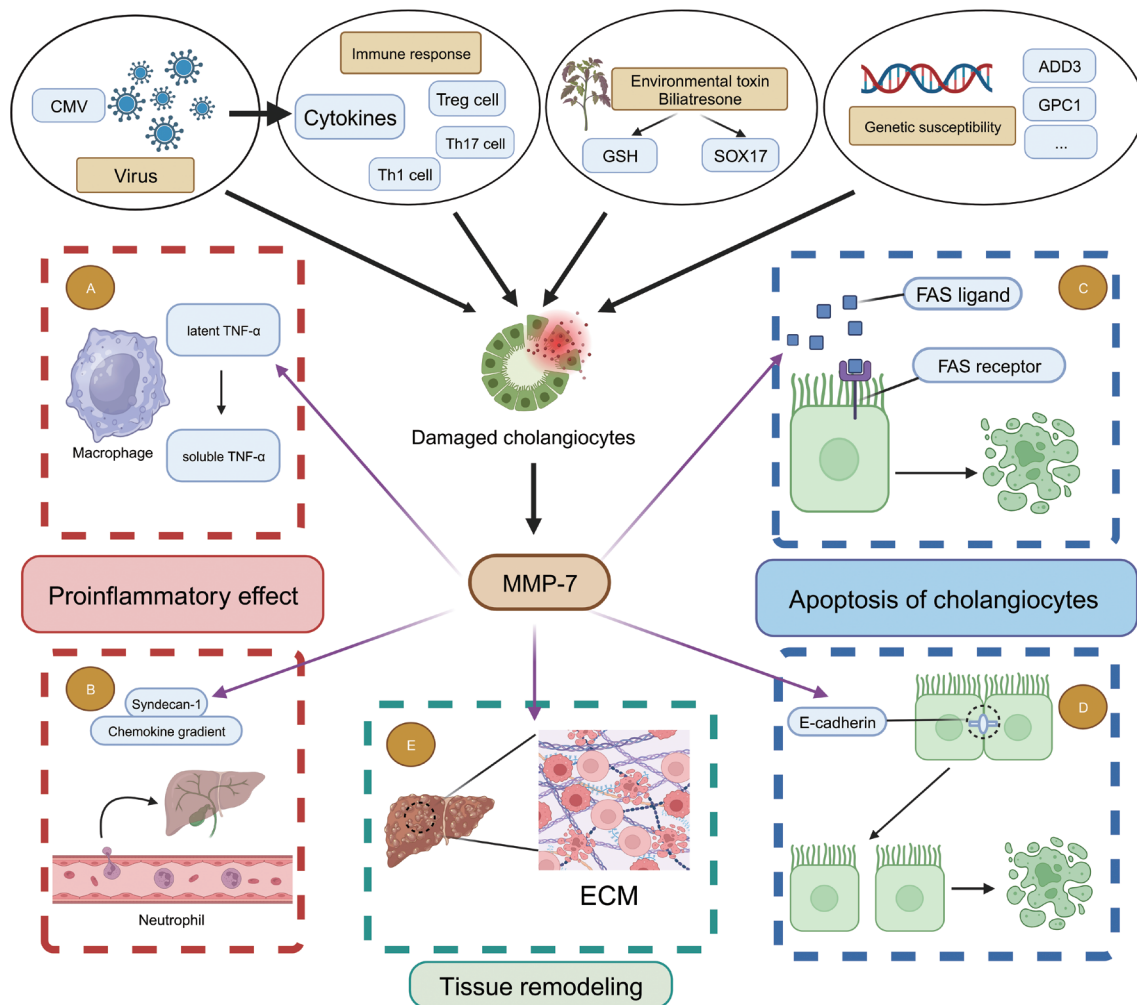 CMV
Virus
Immune response
Cytokines
Treg cell
Th17 cell
Th1 cell
Environmental toxin
Biliatresone
GSH
SOX17
Genetic susceptibility
ADD3
GPC1
...
A
latent TNF-α
Macrophage
soluble TNF-α
Damaged cholangiocytes
C
FAS ligand
FAS receptor
Proinflammatory effect
MMP-7
Apoptosis of cholangiocytes
B
Syndecan-1
Chemokine gradient
Neutrophil
E
ECM
Tissue remodeling
D
E-cadherin